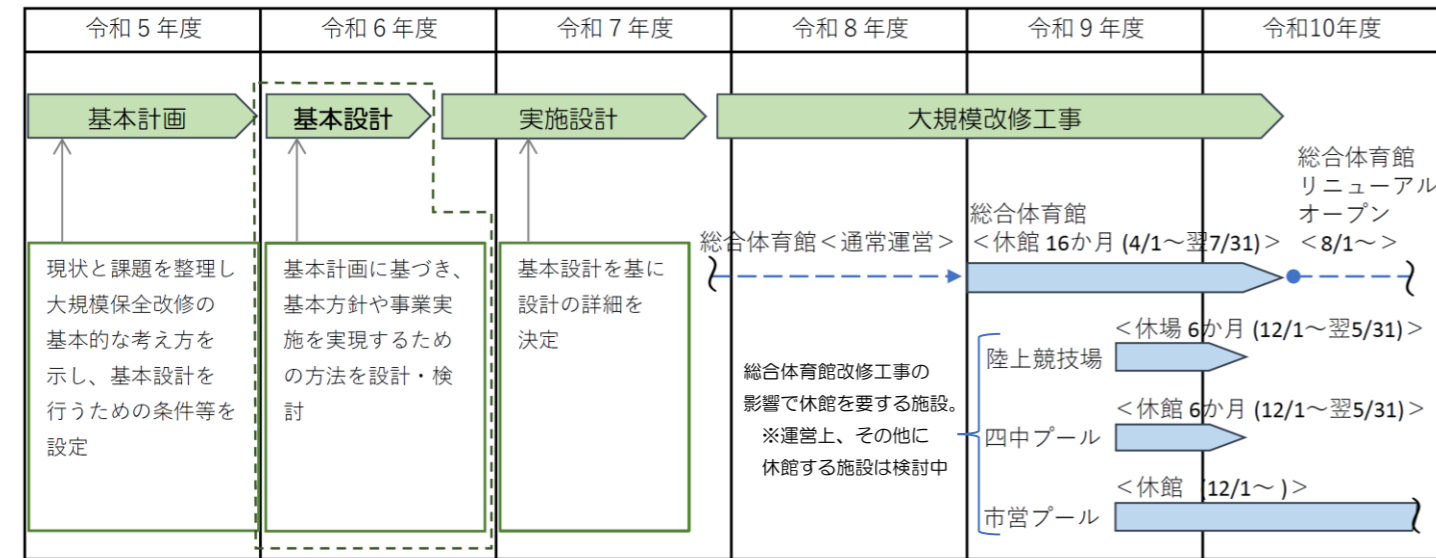 令和５年度
令和６年度
令和７年度
令和８年度
令和９年度
令和10年度
基本計画
基本設計
実施設計
大規模改修工事
現状と課題を整理し
大規模保全改修の
基本的な考え方を
示し、基本設計を
行うための条件等を
設定
基本計画に基づき、
基本方針や事業実
施を実現するため
の方法を設計・検
討
基本設計を基に
設計の詳細を
決定
総合体育館＜通常運営＞
総合体育館
＜休館 16か月 (4/1～翌7/31)＞
総合体育館
リニューアル
オープン
＜8/1～＞
総合体育館改修工事の
影響で休館を要する施設。
※運営上、その他に
休館する施設は検討中
＜休場 6か月 (12/1～翌5/31)＞
陸上競技場
＜休館 6か月 (12/1～翌5/31)＞
四中プール
＜休館 (12/1～ )＞
市営プール